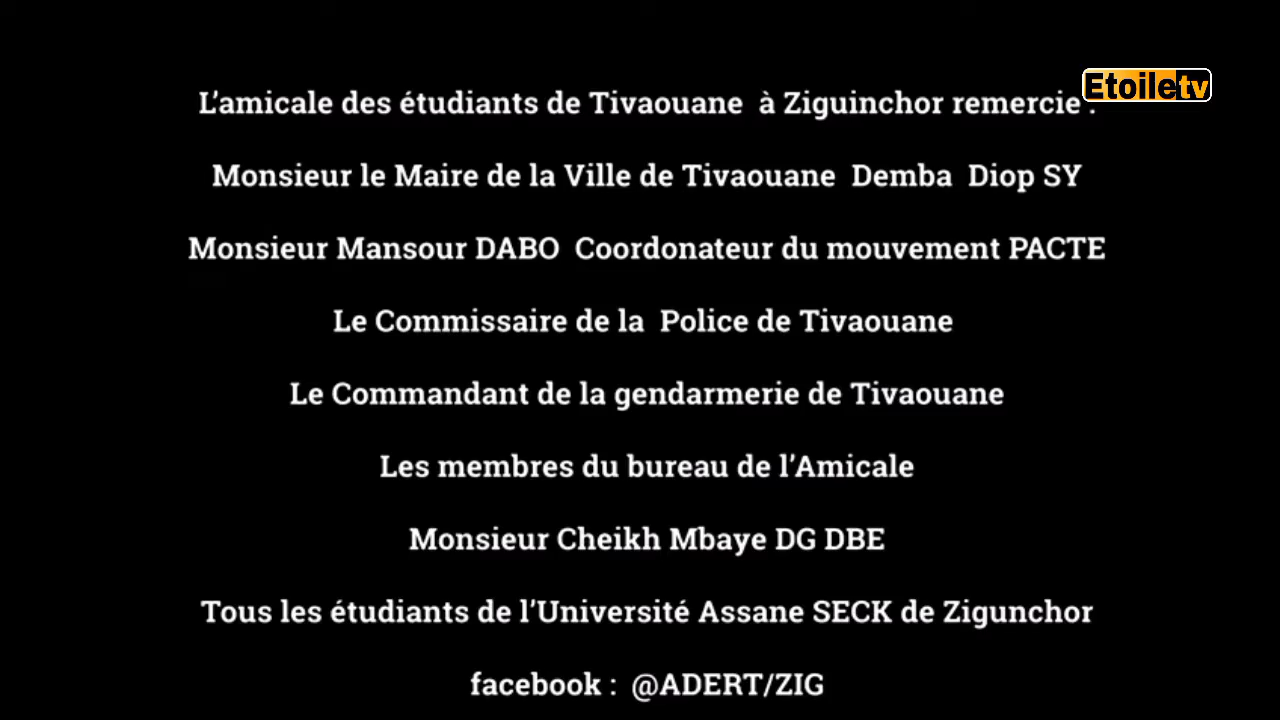 Etoiletv
L'amicale des étudiants de Tivaouane à Ziguinchor remercie :
Monsieur le Maire de la Ville de Tivaouane Demba Diop SY
Monsieur Mansour DABO Coordonateur du mouvement PACTE
Le Commissaire de la Police de Tivaouane
Le Commandant de la gendarmerie de Tivaouane
Les membres du bureau de l'Amicale
Monsieur Cheikh Mbaye DG DBE
Tous les étudiants de l'Université Assane SECK de Zigunchor
facebook : @ADERT/ZIG